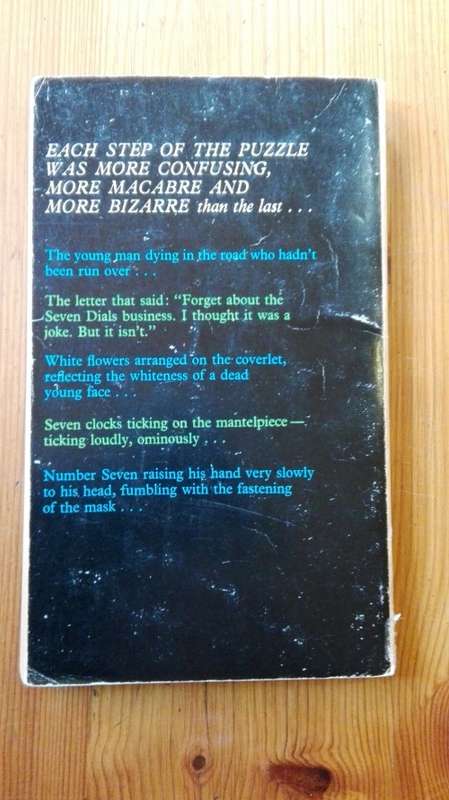 EACH STEP OF THE PUZZLE
WAS MORE CONFUSING,
MORE MACABRE AND
MORE BIZARRE than the last . . .
The young man dying in the road who hadn't
been run over . . .
The letter that said: "Forget about the
Seven Dials business. I thought it was a
joke. But it isn't."
White flowers arranged on the coverlet,
reflecting the whiteness of a dead
young face . . .
Seven clocks ticking on the mantelpiece—
ticking loudly, ominously . . .
Number Seven raising his hand very slowly
to his head, fumbling with the fastening
of the mask . . .